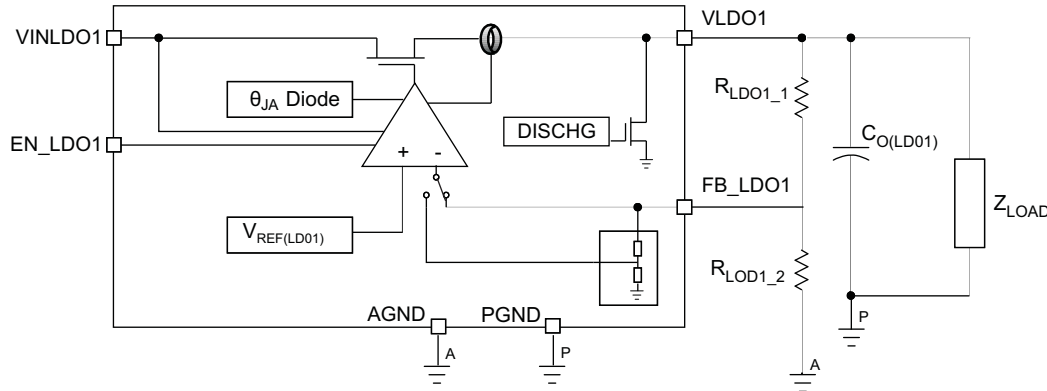 VINLDO1
VLDO1
θJA Diode
RLDO1_1
EN_LDO1
DISCHG
CO(LD01)
+ -
FB_LDO1
ZLOAD
VREF(LD01)
RLOD1_2
AGND
PGND
P
A
P
A